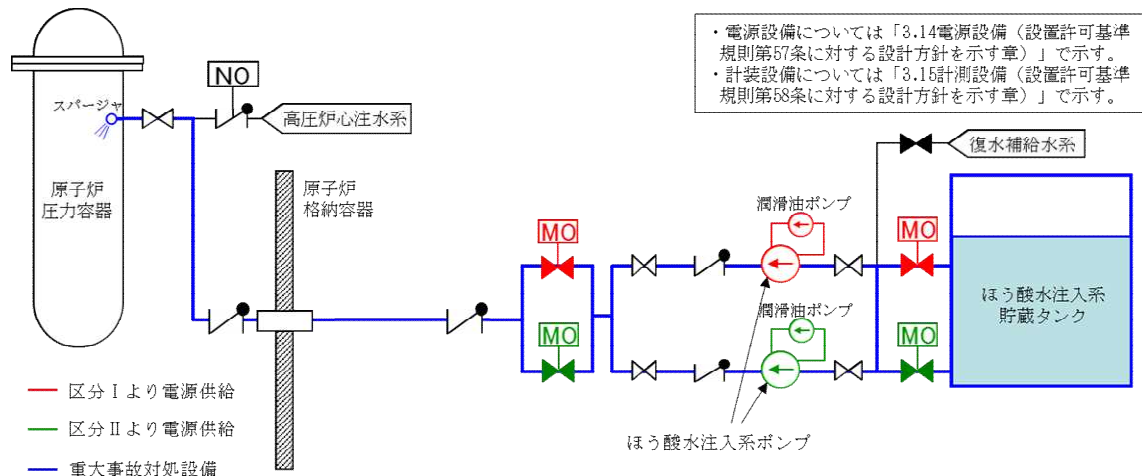 ・電源設備については「3.14電源設備（設置許可基準
規則第57条に対する設計方針を示す章）」で示す。
・計装設備については「3.15計測設備（設置許可基準
規則第58条に対する設計方針を示す章）」で示す。
NO
スパージャ
高圧炉心注水系
復水補給水系
原子炉
圧力容器
原子炉
格納容器
潤滑油ポンプ
MO
MO
ほう酸水注入系
貯蔵タンク
潤滑油ポンプ
MO
MO
ほう酸水注入系ポンプ
区分Ⅰより電源供給
区分Ⅱより電源供給
重大事故対処設備